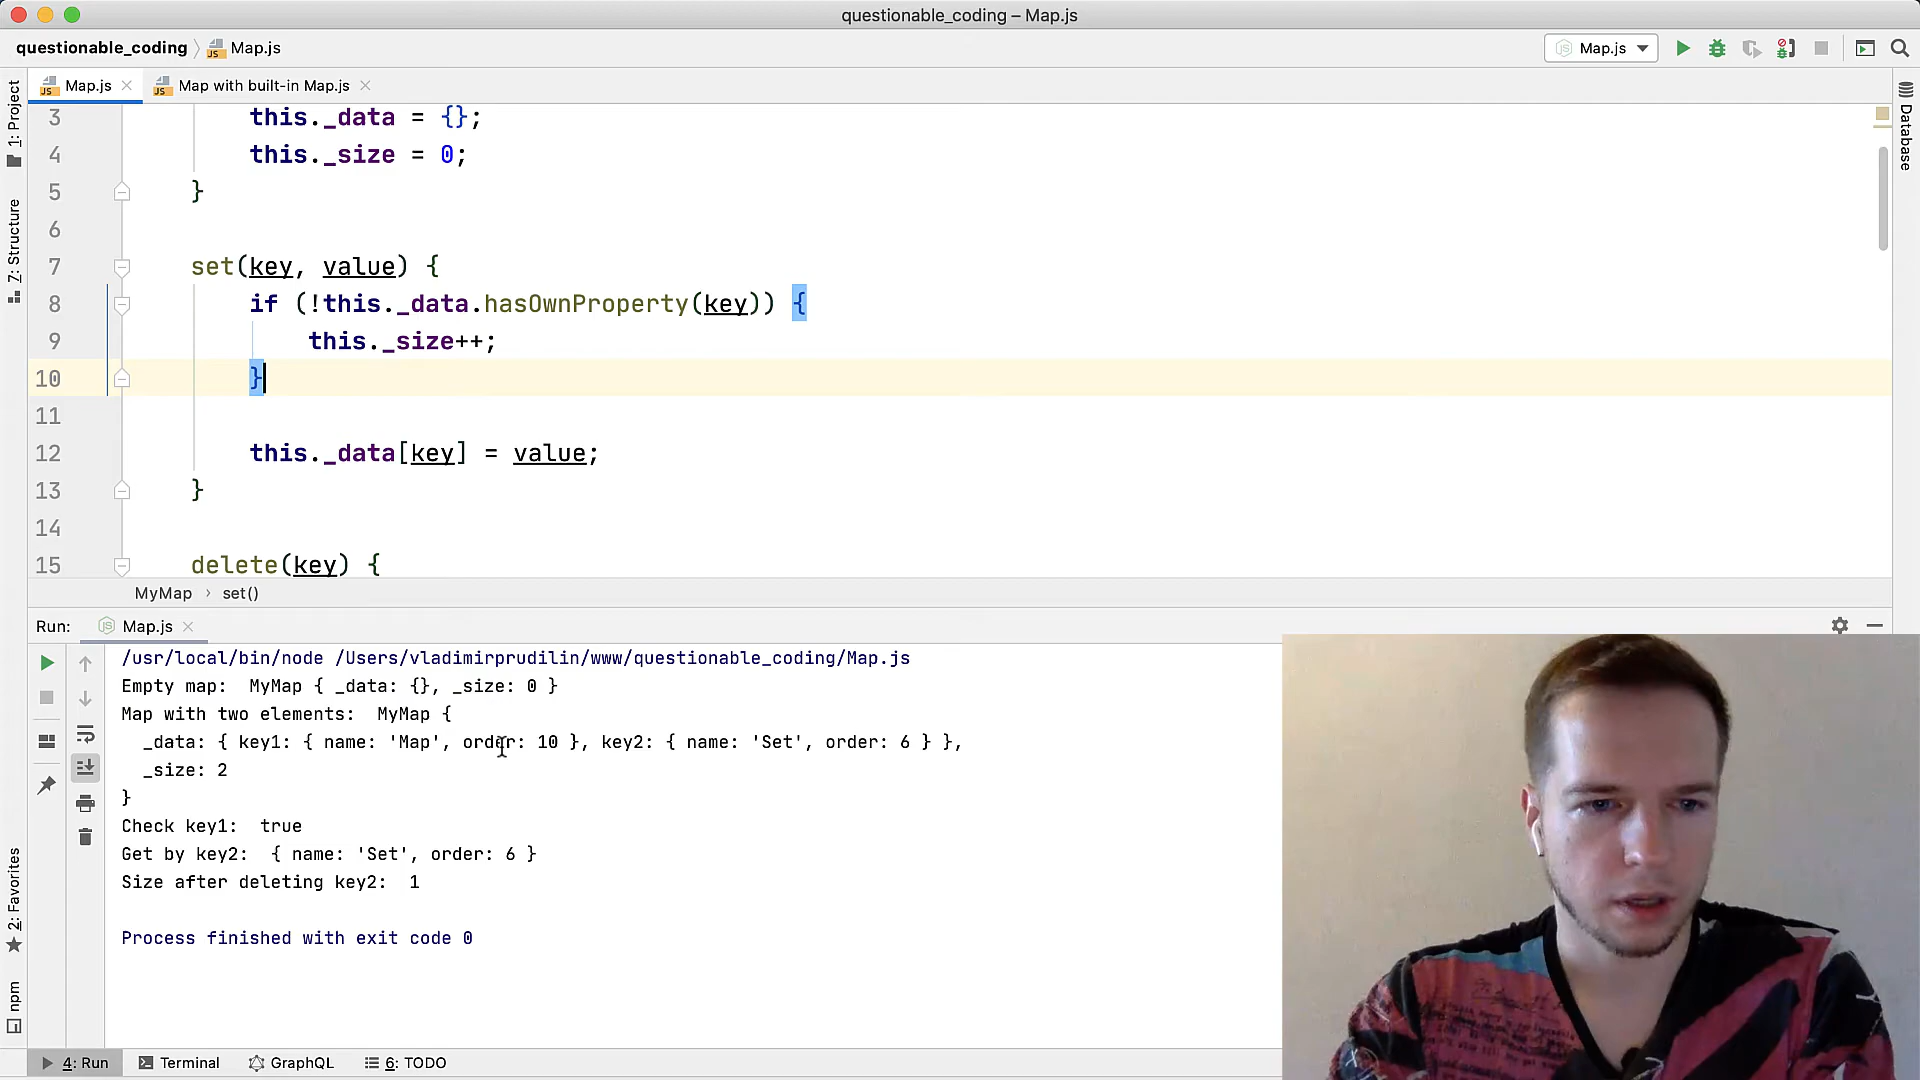 questionable_coding – Map.js
questionable_coding
Map.js
Map.js
Map.js
Map with built-in Map.js
1: Project
Z: Structure
2: Favorites
npm
Database
3 this._data = {};
4 this._size = 0;
5 }
6
7 set(key, value) {
8 if (!this._data.hasOwnProperty(key)) {
9 this._size++;
10 }
11
12 this._data[key] = value;
13 }
14
15 delete(key) {
MyMap › set()
Run: Map.js
/usr/local/bin/node /Users/vladimirprudilin/www/questionable_coding/Map.js
Empty map:  MyMap { _data: {}, _size: 0 }
Map with two elements:  MyMap {
_data: { key1: { name: 'Map', order: 10 }, key2: { name: 'Set', order: 6 } },
_size: 2
}
Check key1:  true
Get by key2:  { name: 'Set', order: 6 }
Size after deleting key2:  1
Process finished with exit code 0
4: Run
Terminal
GraphQL
6: TODO